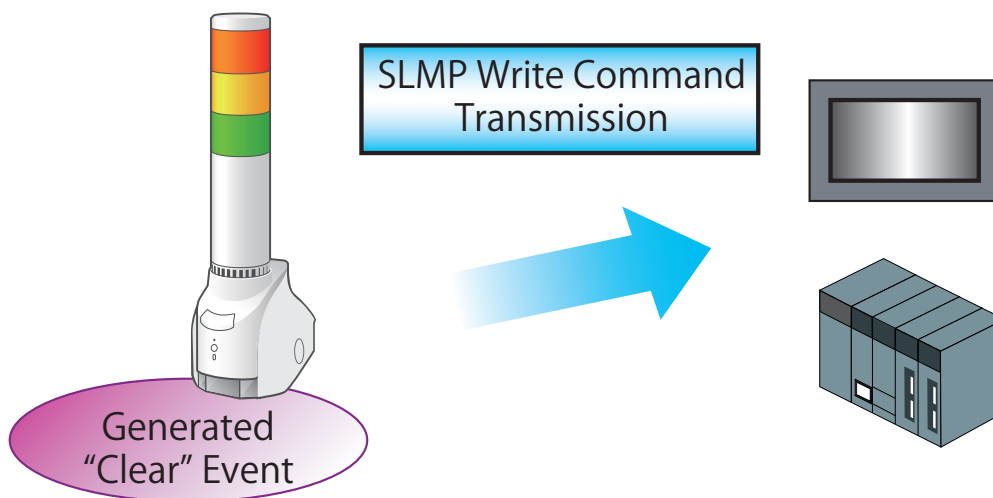 SLMP Write Command
Transmission
Generated
“Clear” Event